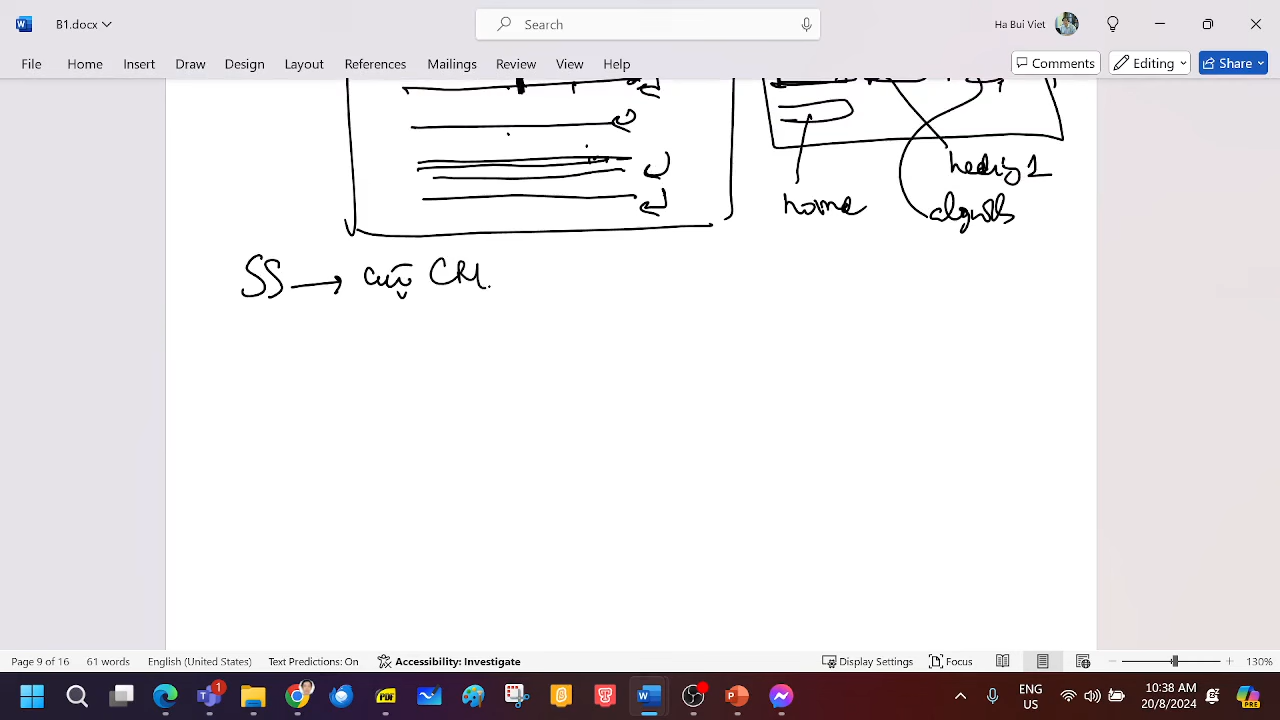 B1.docx
Search
Ha Bui Viet
File Home Insert Draw Design Layout References Mailings Review View Help
Comments Editing Share
home
SS → CM.
Page 9 of 16 61 words English (United States) Text Predictions: On Accessibility: Investigate Display Settings Focus 130%
1 PDF ENG US 10:38 AM 20/8/2024 PRE